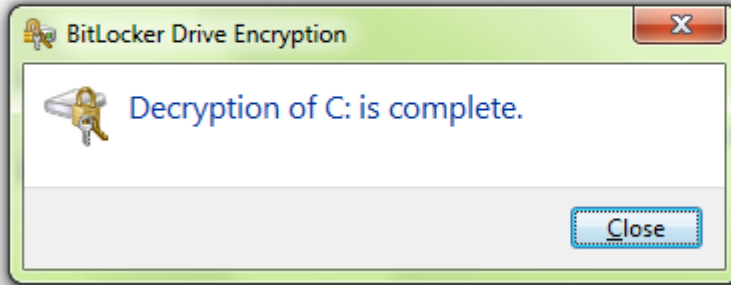 BitLocker Drive Encryption
Decryption of C: is complete.
Close